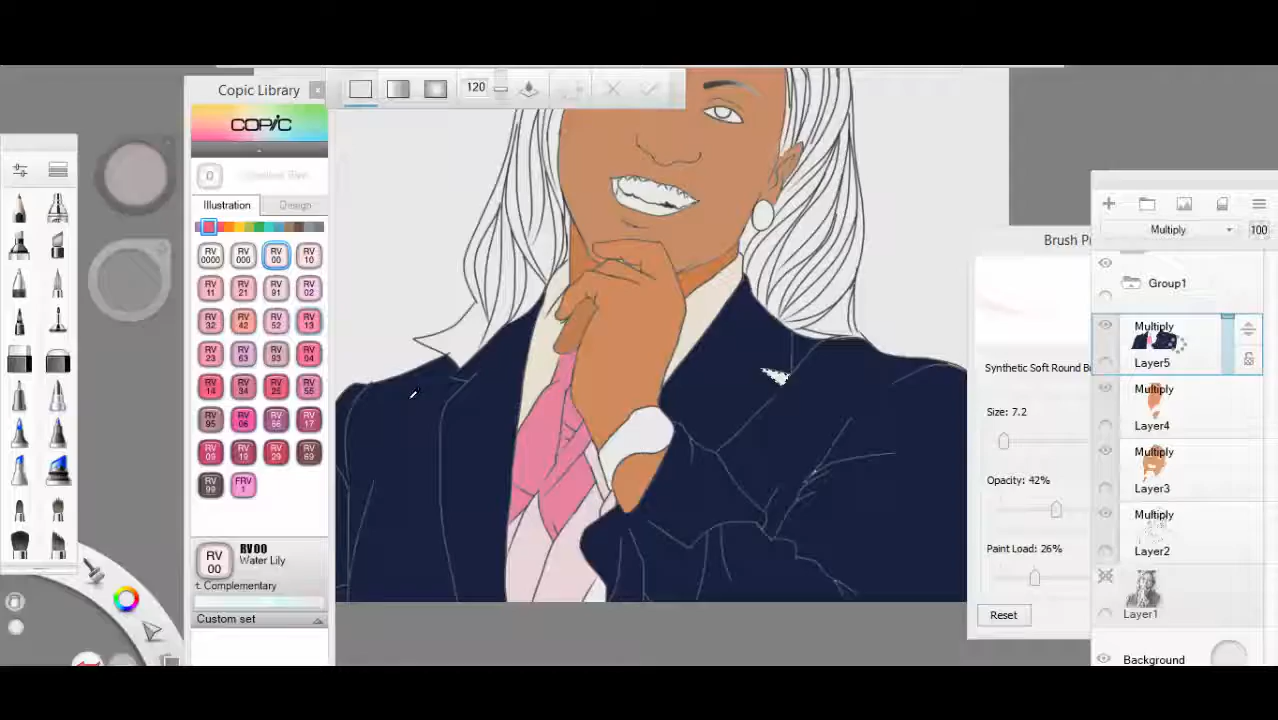 Copic Library
120
COPIC
0
Illustration
Design
RV 0000
RV 000
RV 00
RV 10
RV 11
RV 21
RV 91
RV 02
RV 32
RV 42
RV 52
RV 13
RV 23
RV 63
RV 93
RV 04
RV 14
RV 34
RV 25
RV 55
RV 95
RV 06
RV 66
RV 17
RV 09
RV 19
RV 29
RV 69
RV 99
FRV 1
RV 00
RV00
Water Lily
t. Complementary
Custom set
Brush P
Synthetic Soft Round B
Size: 7.2
Opacity: 42%
Paint Load: 26%
Reset
Multiply
100
Group1
Multiply
Layer5
Multiply
Layer4
Multiply
Layer3
Multiply
Layer2
Layer1
Background